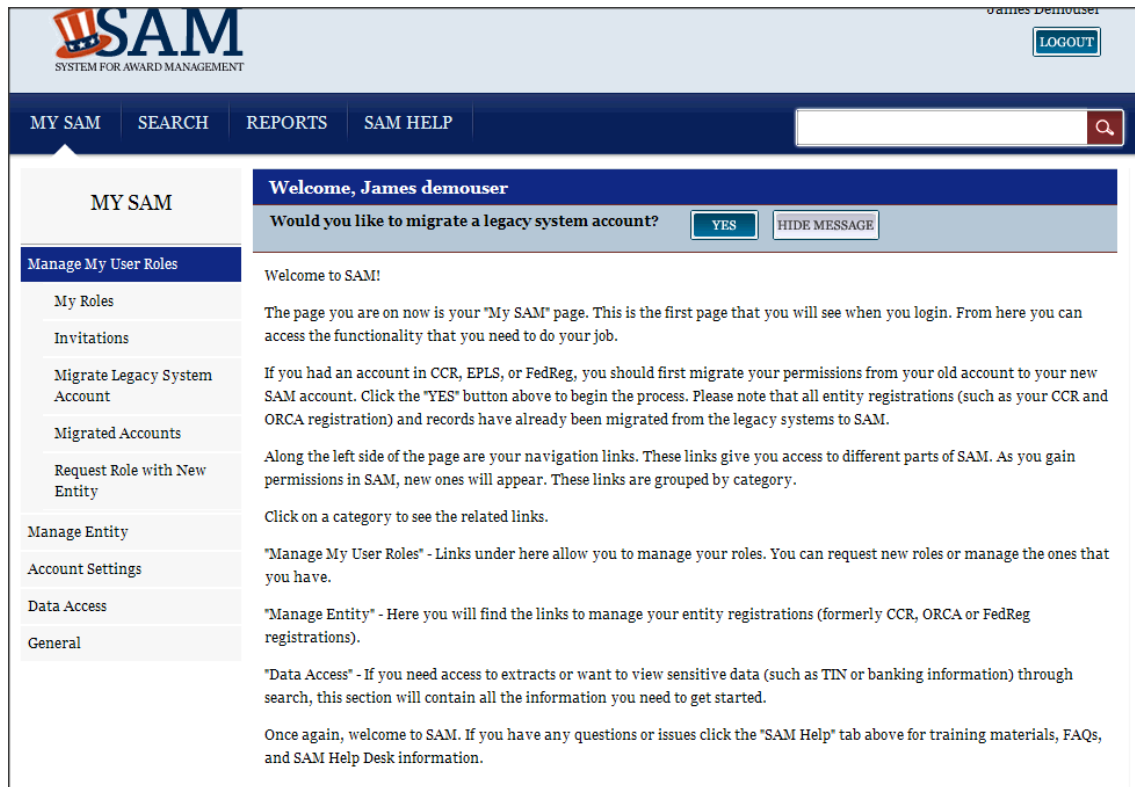 James Demouser
SAM
SYSTEM FOR AWARD MANAGEMENT
LOGOUT
MY SAM SEARCH REPORTS SAM HELP
MY SAM
Manage My User Roles
My Roles
Invitations
Migrate Legacy System
Account
Migrated Accounts
Request Role with New
Entity
Manage Entity
Account Settings
Data Access
General
Welcome, James demouser
Would you like to migrate a legacy system account? YES HIDE MESSAGE
Welcome to SAM!
The page you are on now is your "My SAM" page. This is the first page that you will see when you login. From here you can
access the functionality that you need to do your job.
If you had an account in CCR, EPLS, or FedReg, you should first migrate your permissions from your old account to your new
SAM account. Click the "YES" button above to begin the process. Please note that all entity registrations (such as your CCR and
ORCA registration) and records have already been migrated from the legacy systems to SAM.
Along the left side of the page are your navigation links. These links give you access to different parts of SAM. As you gain
permissions in SAM, new ones will appear. These links are grouped by category.
Click on a category to see the related links.
"Manage My User Roles" - Links under here allow you to manage your roles. You can request new roles or manage the ones that
you have.
"Manage Entity" - Here you will find the links to manage your entity registrations (formerly CCR, ORCA or FedReg
registrations).
"Data Access" - If you need access to extracts or want to view sensitive data (such as TIN or banking information) through
search, this section will contain all the information you need to get started.
Once again, welcome to SAM. If you have any questions or issues click the "SAM Help" tab above for training materials, FAQs,
and SAM Help Desk information.